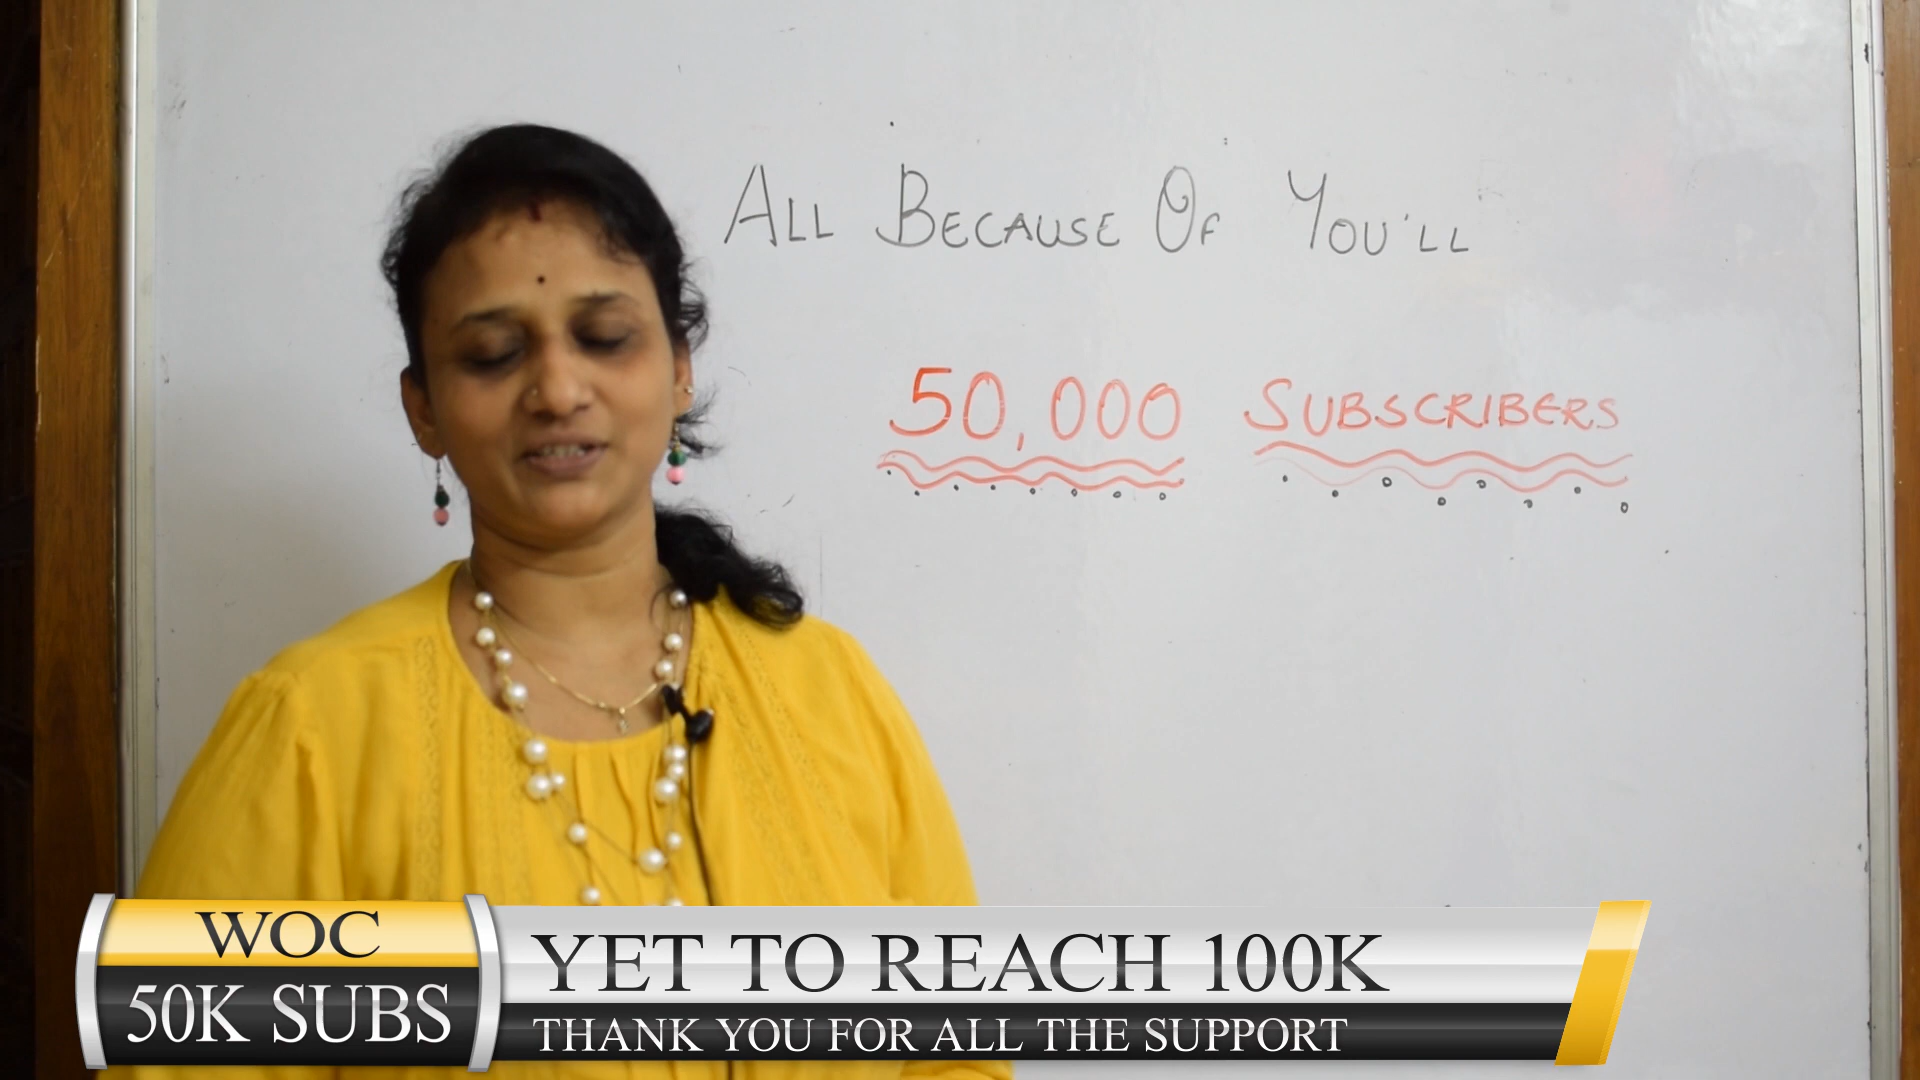 ALL BECAUSE OF YOU'LL
50,000 SUBSCRIBERS
WOC
50K SUBS
YET TO REACH 100K
THANK YOU FOR ALL THE SUPPORT